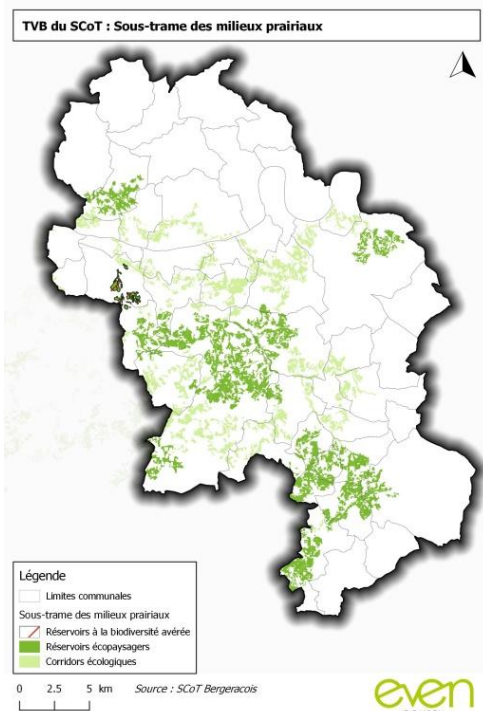 TVB du SCoT : Sous-trame des milieux prairiaux
Légende
Limites communales
Sous-trame des milieux prairiaux
Réservoirs à la biodiversité avérée
Réservoirs écopaysagers
Corridors écologiques
0 2.5 5 km Source : SCoT Bergeracois
even